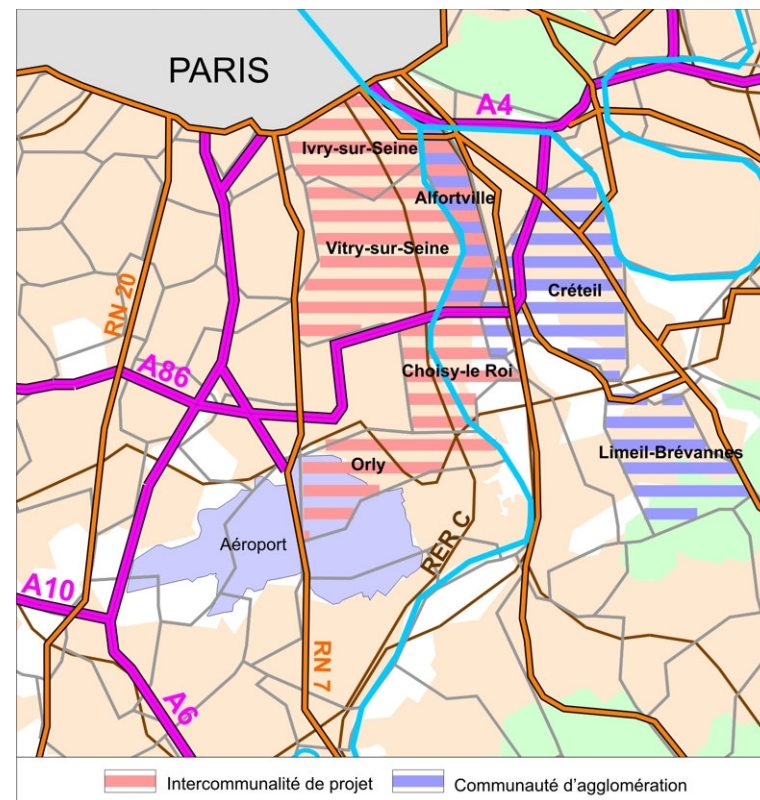 PARIS
A4
Ivry-sur-Seine
Alfortville
Vitry-sur-Seine
Créteil
RN 20
A86
Choisy-le Roi
Limeil-Brévannes
Orly
Aéroport
RER C
A10
RN 7
A6
Intercommunalité de projet
Communauté d'agglomération